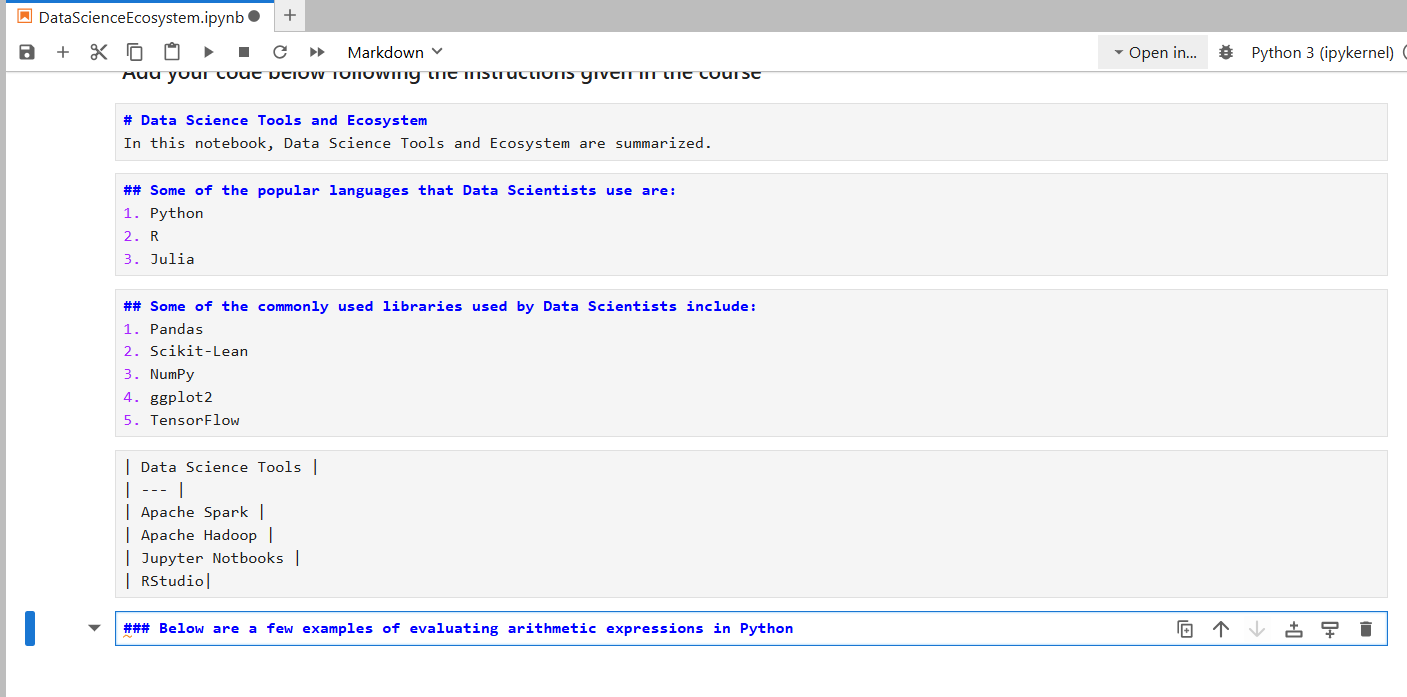 DataScienceEcosystem.ipynb
Markdown
Open in...
Python 3 (ipykernel)
Add your code below following the instructions given in the course
# Data Science Tools and Ecosystem
In this notebook, Data Science Tools and Ecosystem are summarized.
## Some of the popular languages that Data Scientists use are:
1. Python
2. R
3. Julia
## Some of the commonly used libraries used by Data Scientists include:
1. Pandas
2. Scikit-Lean
3. NumPy
4. ggplot2
5. TensorFlow
| Data Science Tools |
| --- |
| Apache Spark |
| Apache Hadoop |
| Jupyter Notbooks |
| RStudio|
### Below are a few examples of evaluating arithmetic expressions in Python